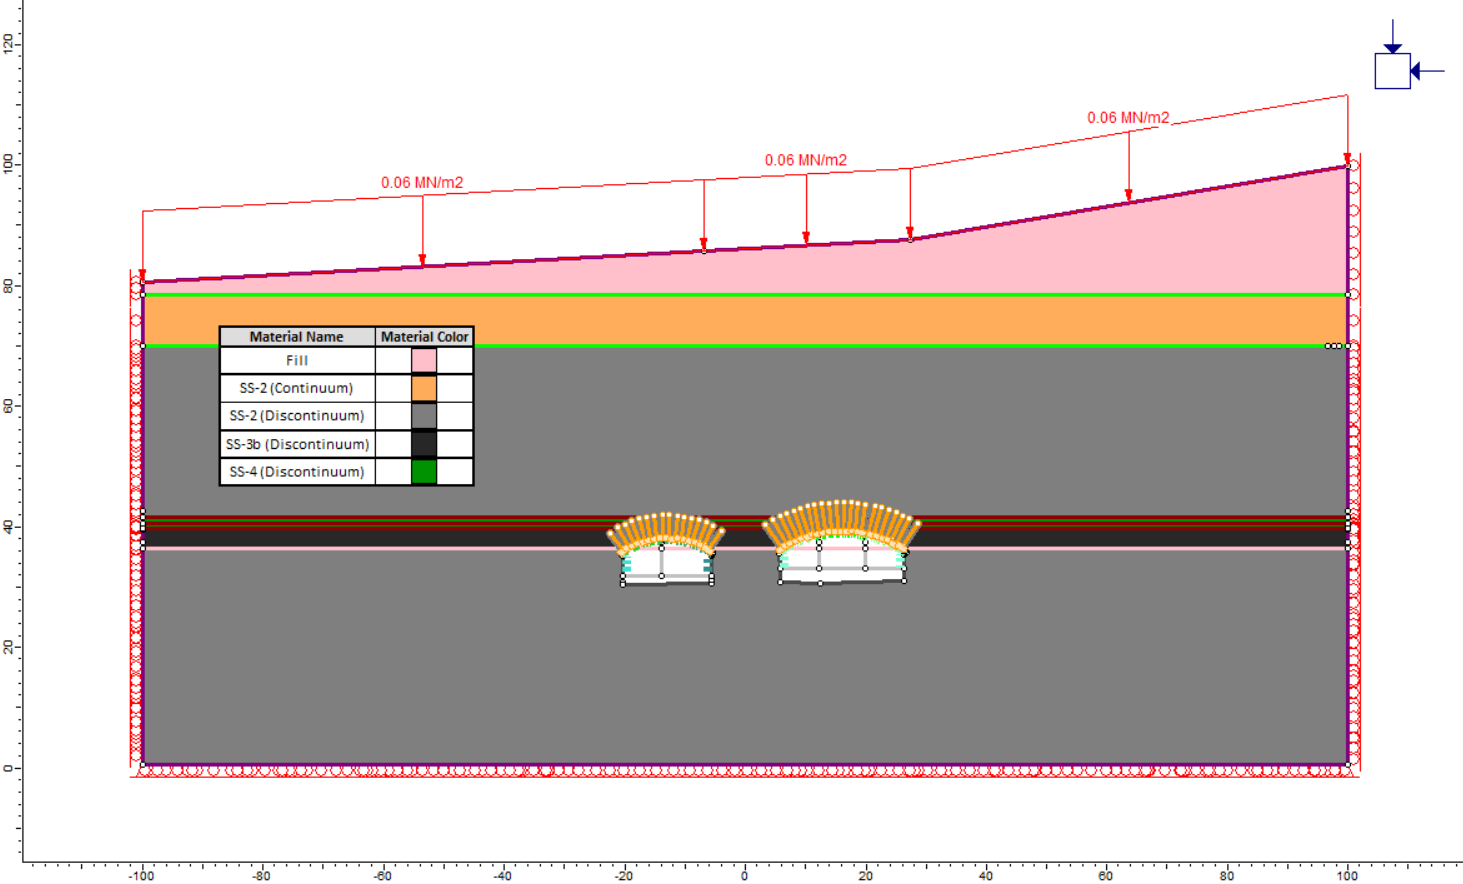 120
100
80
60
40
20
0
0.06 MN/m2
0.06 MN/m2
0.06 MN/m2
Material Name Material Color
Fill
SS-2 (Continuum)
SS-2 (Discontinuum)
SS-3b (Discontinuum)
SS-4 (Discontinuum)
-100 -80 -60 -40 -20 0 20 40 60 80 100